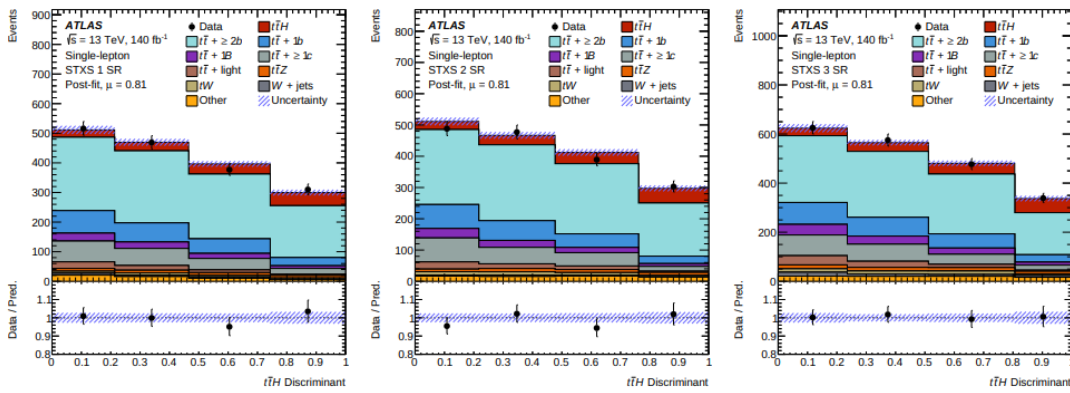 Events
900
800
700
600
500
400
300
200
100
0
ATLAS
√s = 13 TeV, 140 fb⁻¹
Single-lepton
STXS 1 SR
Post-fit, μ = 0.81
Data
tt̄H
tt̄ + ≥ 2b
tt̄ + 1b
tt̄ + 1B
tt̄ + ≥ 1c
tt̄ + light
tt̄Z
tW
W + jets
Other
Uncertainty
Data / Pred.
1.1
1
0.9
0.8
0 0.1 0.2 0.3 0.4 0.5 0.6 0.7 0.8 0.9 1
tt̄H Discriminant
Events
800
700
600
500
400
300
200
100
0
ATLAS
√s = 13 TeV, 140 fb⁻¹
Single-lepton
STXS 2 SR
Post-fit, μ = 0.81
Data
tt̄H
tt̄ + ≥ 2b
tt̄ + 1b
tt̄ + 1B
tt̄ + ≥ 1c
tt̄ + light
tt̄Z
tW
W + jets
Other
Uncertainty
Data / Pred.
1.1
1
0.9
0.8
0 0.1 0.2 0.3 0.4 0.5 0.6 0.7 0.8 0.9 1
tt̄H Discriminant
Events
1000
800
600
400
200
0
ATLAS
√s = 13 TeV, 140 fb⁻¹
Single-lepton
STXS 3 SR
Post-fit, μ = 0.81
Data
tt̄H
tt̄ + ≥ 2b
tt̄ + 1b
tt̄ + 1B
tt̄ + ≥ 1c
tt̄ + light
tt̄Z
tW
W + jets
Other
Uncertainty
Data / Pred.
1.1
1
0.9
0.8
0 0.1 0.2 0.3 0.4 0.5 0.6 0.7 0.8 0.9 1
tt̄H Discriminant